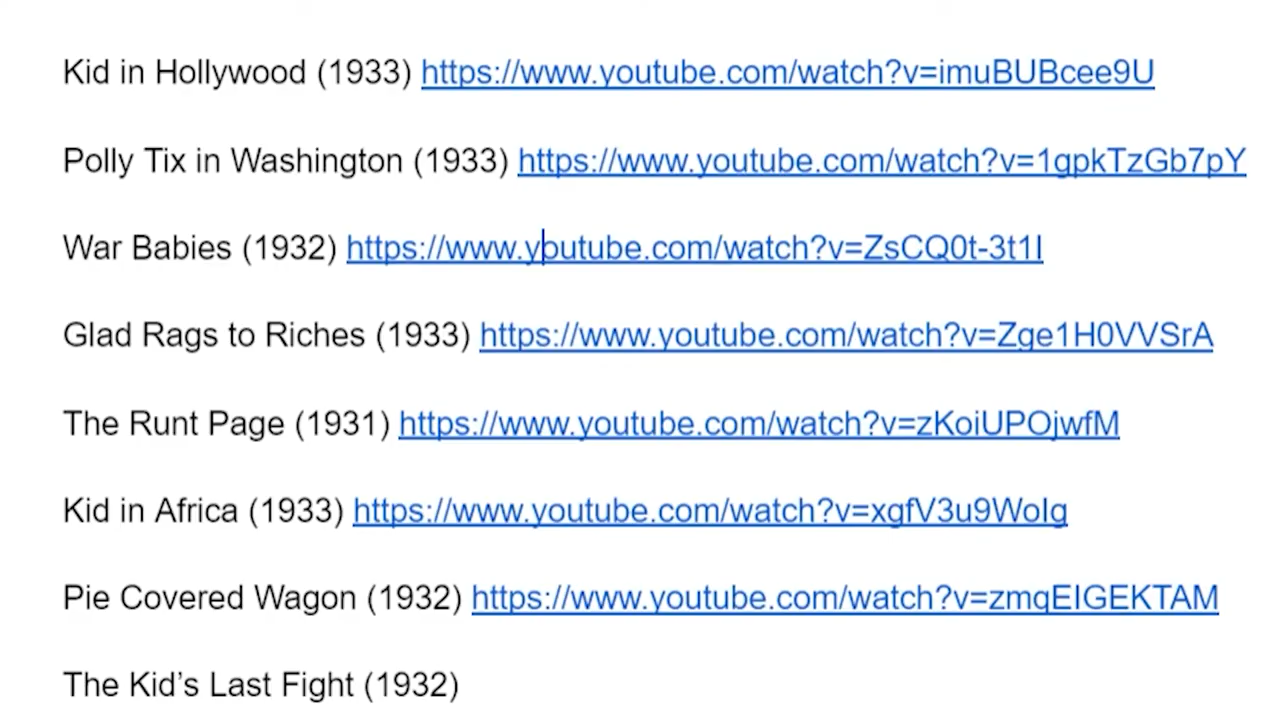 Kid in Hollywood (1933) https://www.youtube.com/watch?v=imuBUBcee9U
Polly Tix in Washington (1933) https://www.youtube.com/watch?v=1gpkTzGb7pY
War Babies (1932) https://www.youtube.com/watch?v=ZsCQ0t-3t1I
Glad Rags to Riches (1933) https://www.youtube.com/watch?v=Zge1H0VVSrA
The Runt Page (1931) https://www.youtube.com/watch?v=zKoiUPOjwfM
Kid in Africa (1933) https://www.youtube.com/watch?v=xgfV3u9WoIg
Pie Covered Wagon (1932) https://www.youtube.com/watch?v=zmqEIGEKTAM
The Kid’s Last Fight (1932)